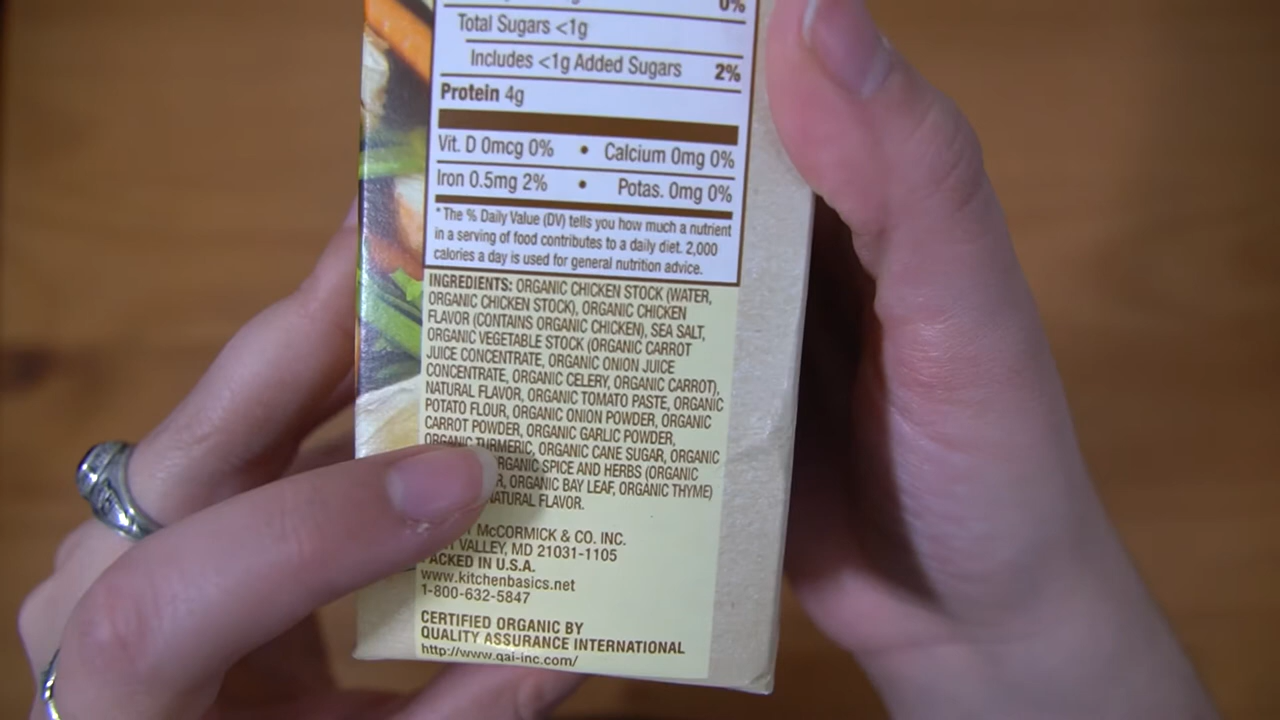 0%
Total Sugars <1g
Includes <1g Added Sugars 2%
Protein 4g
Vit. D 0mcg 0% • Calcium 0mg 0%
Iron 0.5mg 2% • Potas. 0mg 0%
*The % Daily Value (DV) tells you how much a nutrient
in a serving of food contributes to a daily diet. 2,000
calories a day is used for general nutrition advice.
INGREDIENTS: ORGANIC CHICKEN STOCK (WATER,
ORGANIC CHICKEN STOCK), ORGANIC CHICKEN
FLAVOR (CONTAINS ORGANIC CHICKEN), SEA SALT,
ORGANIC VEGETABLE STOCK (ORGANIC CARROT
JUICE CONCENTRATE, ORGANIC ONION JUICE
CONCENTRATE, ORGANIC CELERY, ORGANIC CARROT),
NATURAL FLAVOR, ORGANIC TOMATO PASTE, ORGANIC
POTATO FLOUR, ORGANIC ONION POWDER, ORGANIC
CARROT POWDER, ORGANIC GARLIC POWDER,
ORGANIC TURMERIC, ORGANIC CANE SUGAR, ORGANIC
ORGANIC SPICE AND HERBS (ORGANIC
ORGANIC BAY LEAF, ORGANIC THYME)
NATURAL FLAVOR.
McCORMICK & CO. INC.
VALLEY, MD 21031-1105
PACKED IN U.S.A.
www.kitchenbasics.net
1-800-632-5847
CERTIFIED ORGANIC BY
QUALITY ASSURANCE INTERNATIONAL
http://www.qai-inc.com/